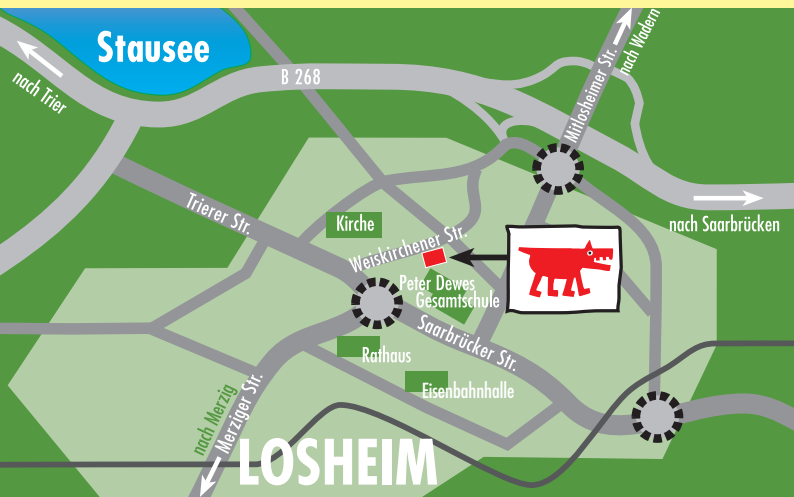 Stausee
nach Trier
B 268
Mitlosheimer Str.
nach Wadern
nach Saarbrücken
Trierer Str.
Kirche
Weiskirchener Str.
Peter Dewes
Gesamtschule
Saarbrücker Str.
Rathaus
Eisenbahnhalle
nach Merzig
Merziger Str.
LOSHEIM